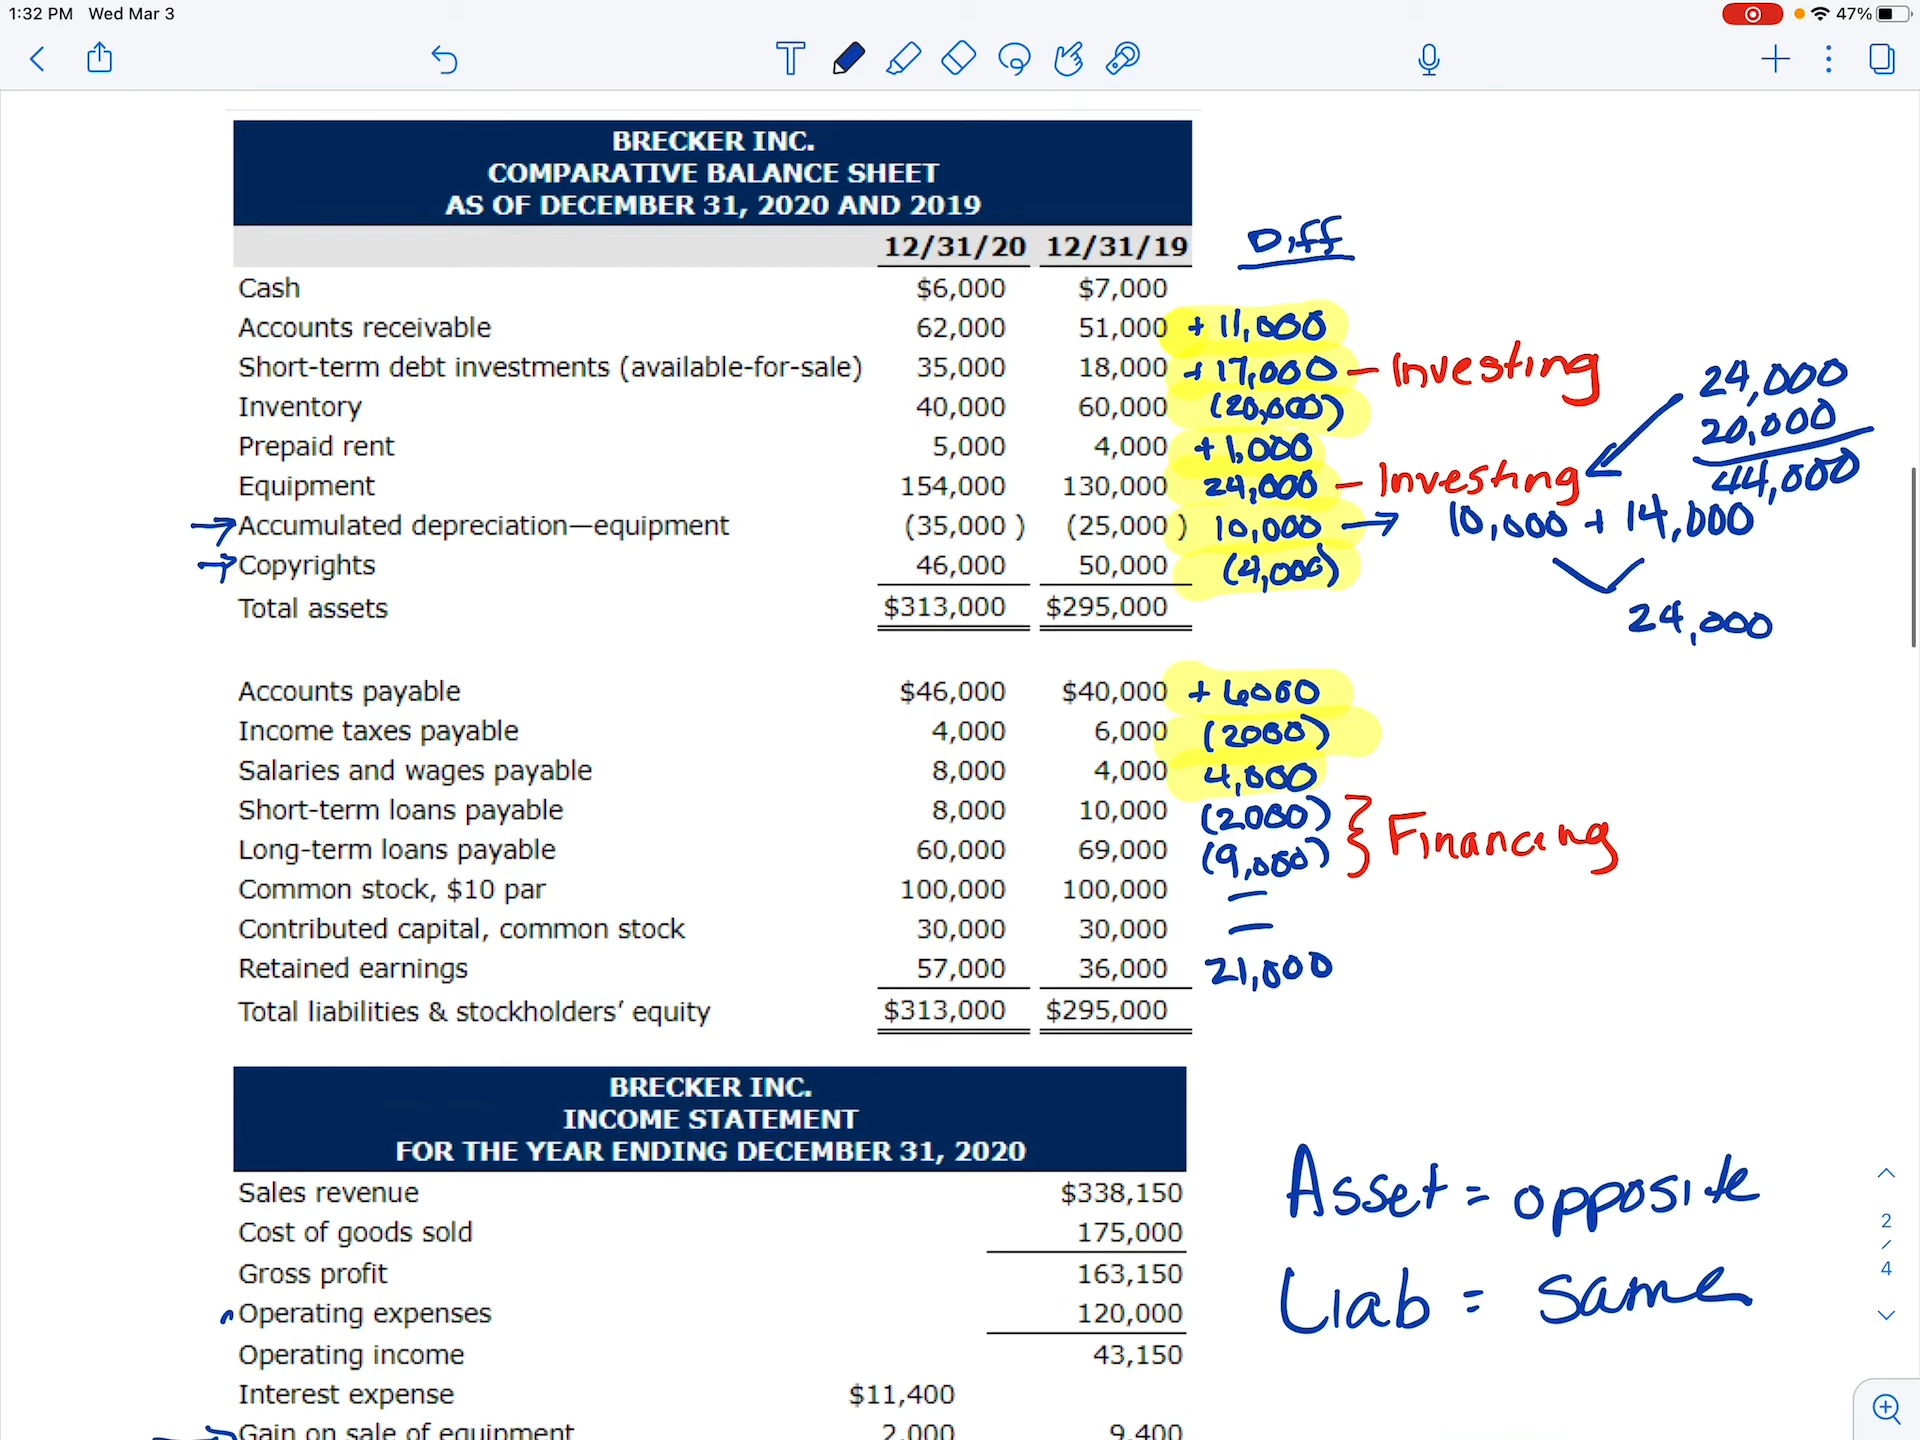 1:32 PM Wed Mar 3
47%
BRECKER INC.
COMPARATIVE BALANCE SHEET
AS OF DECEMBER 31, 2020 AND 2019
12/31/20 12/31/19 Diff
Cash $6,000 $7,000
Accounts receivable 62,000 51,000 + 11,000
Short-term debt investments (available-for-sale) 35,000 18,000 + 17,000 — Investing 24,000
Inventory 40,000 60,000 (20,000) 20,000
Prepaid rent 5,000 4,000 + 1,000 44,000
Equipment 154,000 130,000 24,000 — Investing
→ Accumulated depreciation—equipment (35,000 ) (25,000 ) 10,000 → 10,000 + 14,000
→ Copyrights 46,000 50,000 (4,000)
Total assets $313,000 $295,000 24,000
Accounts payable $46,000 $40,000 + 6000
Income taxes payable 4,000 6,000 (2000)
Salaries and wages payable 8,000 4,000 4,000
Short-term loans payable 8,000 10,000 (2000) } Financing
Long-term loans payable 60,000 69,000 (9,000)
Common stock, $10 par 100,000 100,000 —
Contributed capital, common stock 30,000 30,000 —
Retained earnings 57,000 36,000 21,000
Total liabilities & stockholders’ equity $313,000 $295,000
BRECKER INC.
INCOME STATEMENT
FOR THE YEAR ENDING DECEMBER 31, 2020
Sales revenue $338,150
Cost of goods sold 175,000
Gross profit 163,150
Operating expenses 120,000
Operating income 43,150
Interest expense $11,400
Gain on sale of equipment 2,000 9,400
Asset = opposite
Liab = same
2
/
4